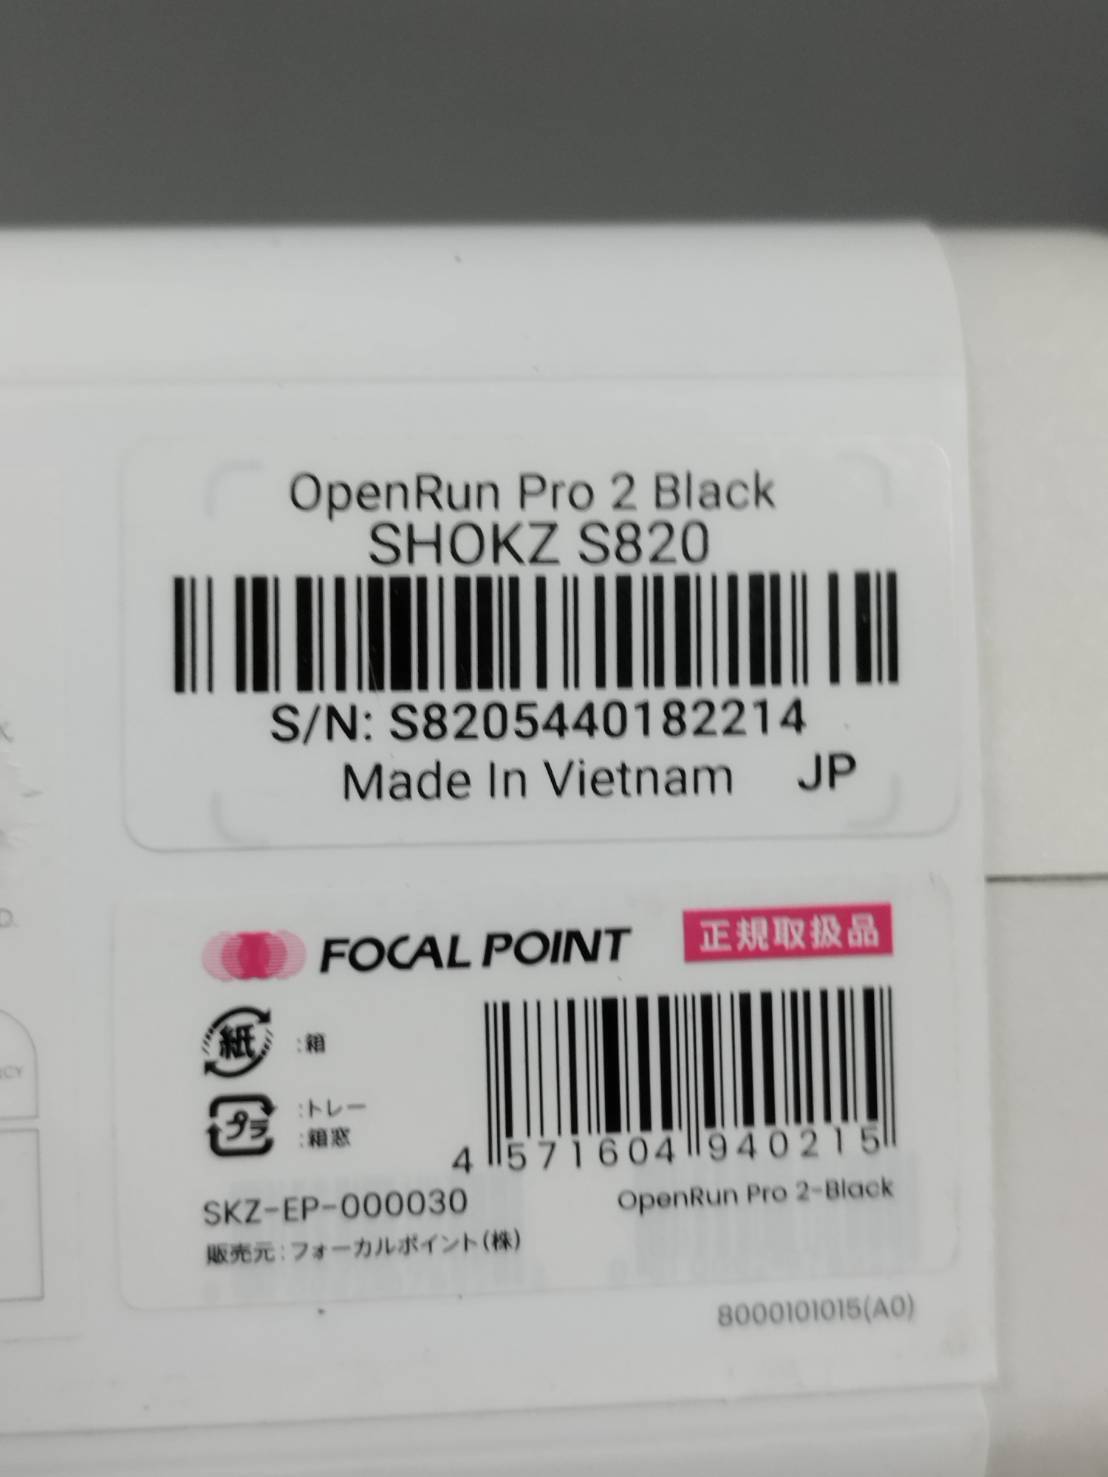 OpenRun Pro 2 Black
SHOKZ S820
S/N: S8205440182214
Made In Vietnam JP
FOCAL POINT 正規取扱品
紙 :箱
プラ :トレー
:箱窓
4 571604 940215
SKZ-EP-000030 OpenRun Pro 2-Black
販売元:フォーカルポイント(株)
8000101015(A0)